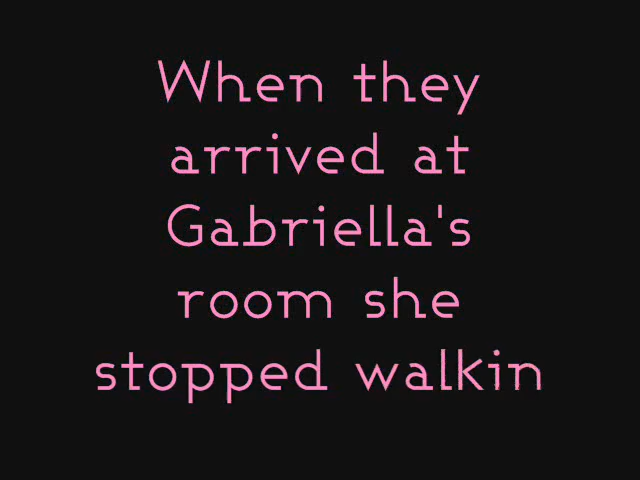 When they
arrived at
Gabriella's
room she
stopped walkin